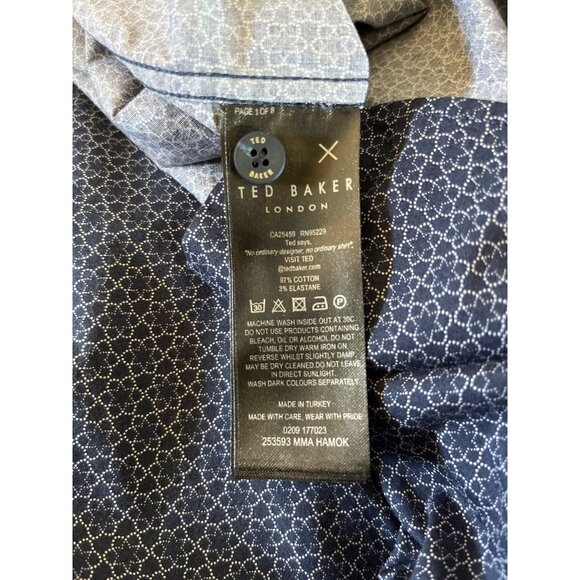 PAGE 1 OF 8
TED
BAKER
TED BAKER
LONDON
CA25459 RN95229
Ted says,
"No ordinary designer, no ordinary shirt".
VISIT TED
@tedbaker.com
97% COTTON
3% ELASTANE
30 P
MACHINE WASH INSIDE OUT AT 30C.
DO NOT USE PRODUCTS CONTAINING
BLEACH, OIL OR ALCOHOL.DO NOT
TUMBLE DRY.WARM IRON ON
REVERSE WHILST SLIGHTLY DAMP.
MAY BE DRY CLEANED.DO NOT LEAVE
IN DIRECT SUNLIGHT.
WASH DARK COLOURS SEPARATELY.
MADE IN TURKEY
MADE WITH CARE, WEAR WITH PRIDE
0209 177023
253593 MMA HAMOK